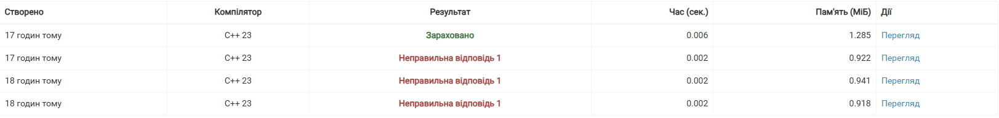 Створено Компілятор Результат Час (сек.) Пам'ять (МіБ) Дії
17 годин тому C++ 23 Зараховано 0.006 1.285 Перегляд
17 годин тому C++ 23 Неправильна відповідь 1 0.002 0.922 Перегляд
18 годин тому C++ 23 Неправильна відповідь 1 0.002 0.941 Перегляд
18 годин тому C++ 23 Неправильна відповідь 1 0.002 0.918 Перегляд